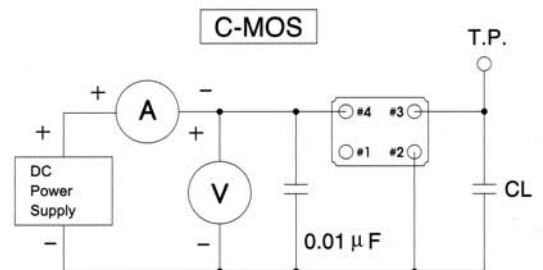 C-MOS
T.P.
+ A −
+ +
#4 #3
DC
Power
Supply
V
#1 #2
CL
− −
0.01 μF